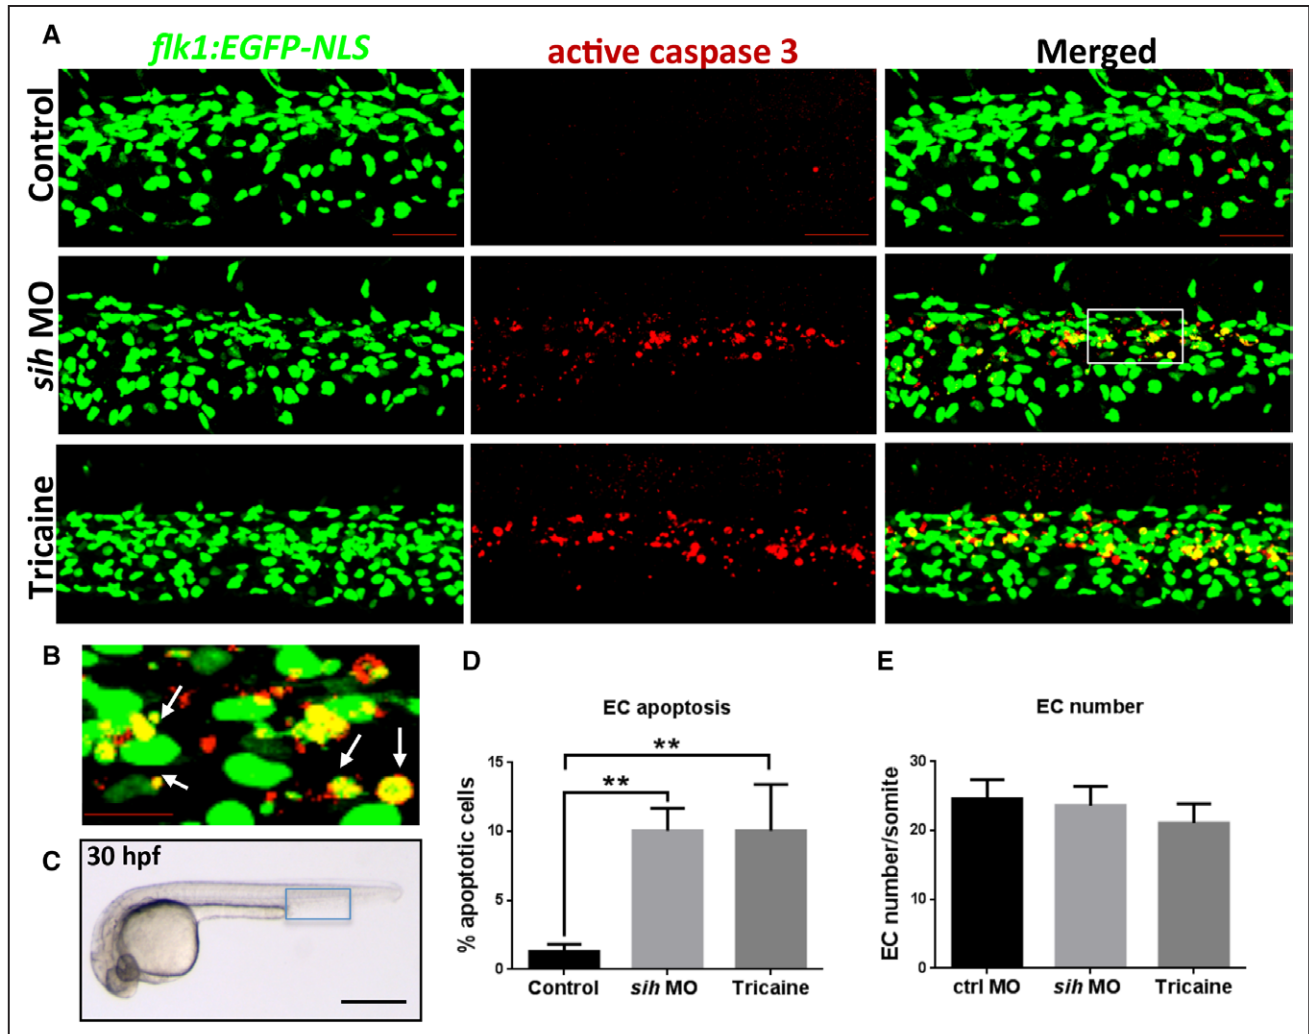 A
flk1:EGFP-NLS
active caspase 3
Merged
Control
sih MO
Tricaine
B
C
30 hpf
D
EC apoptosis
% apoptotic cells
15
10
5
0
**
**
Control
sih MO
Tricaine
E
EC number
EC number/somite
30
20
10
0
ctrl MO
sih MO
Tricaine